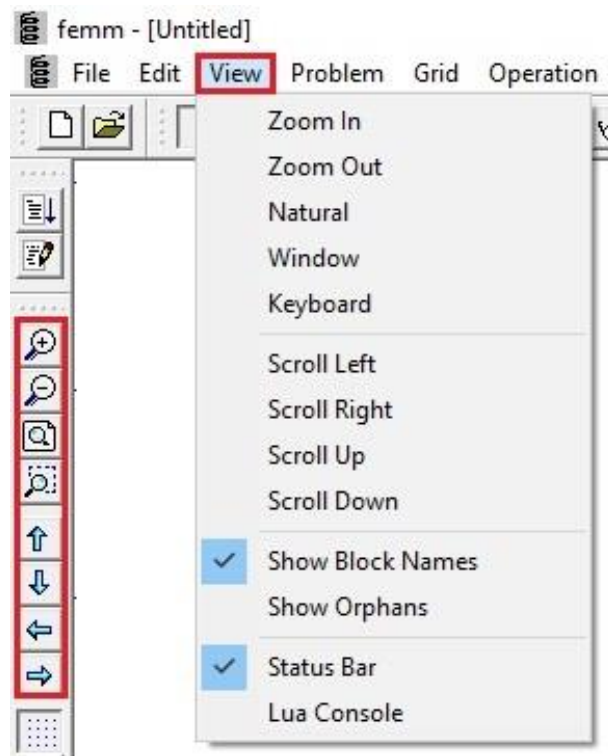 femm - [Untitled]
File Edit View Problem Grid Operation
Zoom In
Zoom Out
Natural
Window
Keyboard
Scroll Left
Scroll Right
Scroll Up
Scroll Down
Show Block Names
Show Orphans
Status Bar
Lua Console